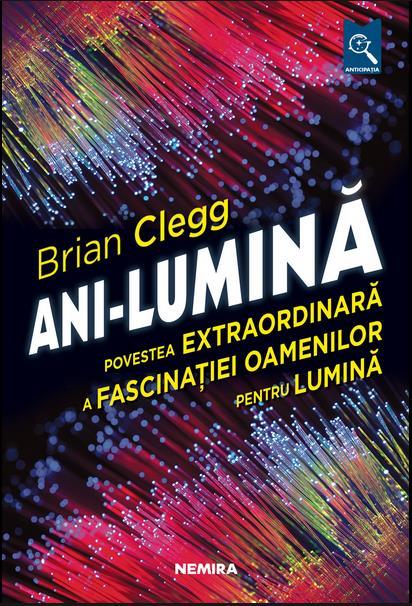 ANTICIPAȚIA
Brian Clegg
ANI-LUMINĂ
POVESTEA EXTRAORDINARĂ
A FASCINAȚIEI OAMENILOR
PENTRU LUMINĂ
NEMIRA